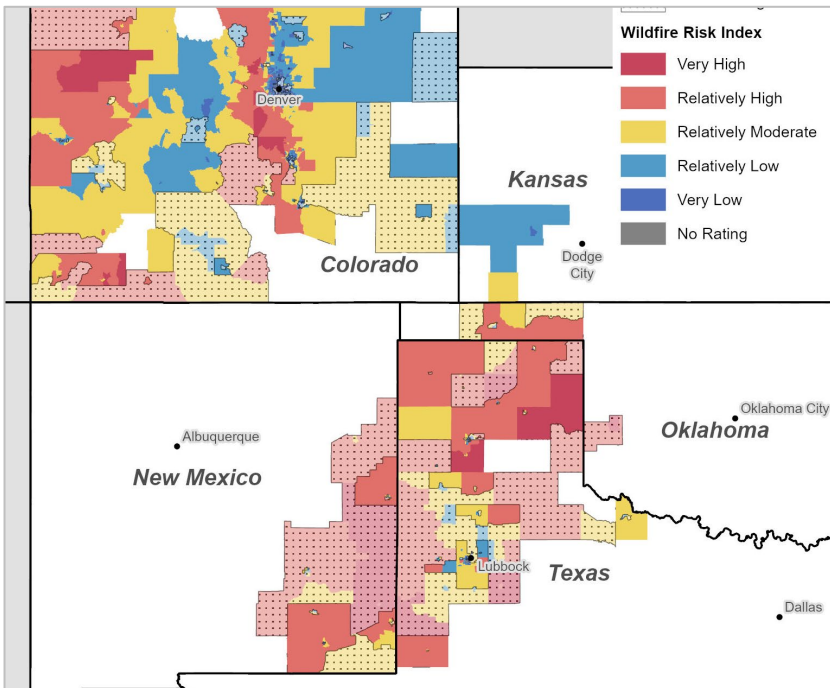 Wildfire Risk Index
Very High
Relatively High
Relatively Moderate
Relatively Low
Very Low
No Rating
Denver
Kansas
Dodge
City
Colorado
Albuquerque
Oklahoma City
Oklahoma
New Mexico
Lubbock
Texas
Dallas